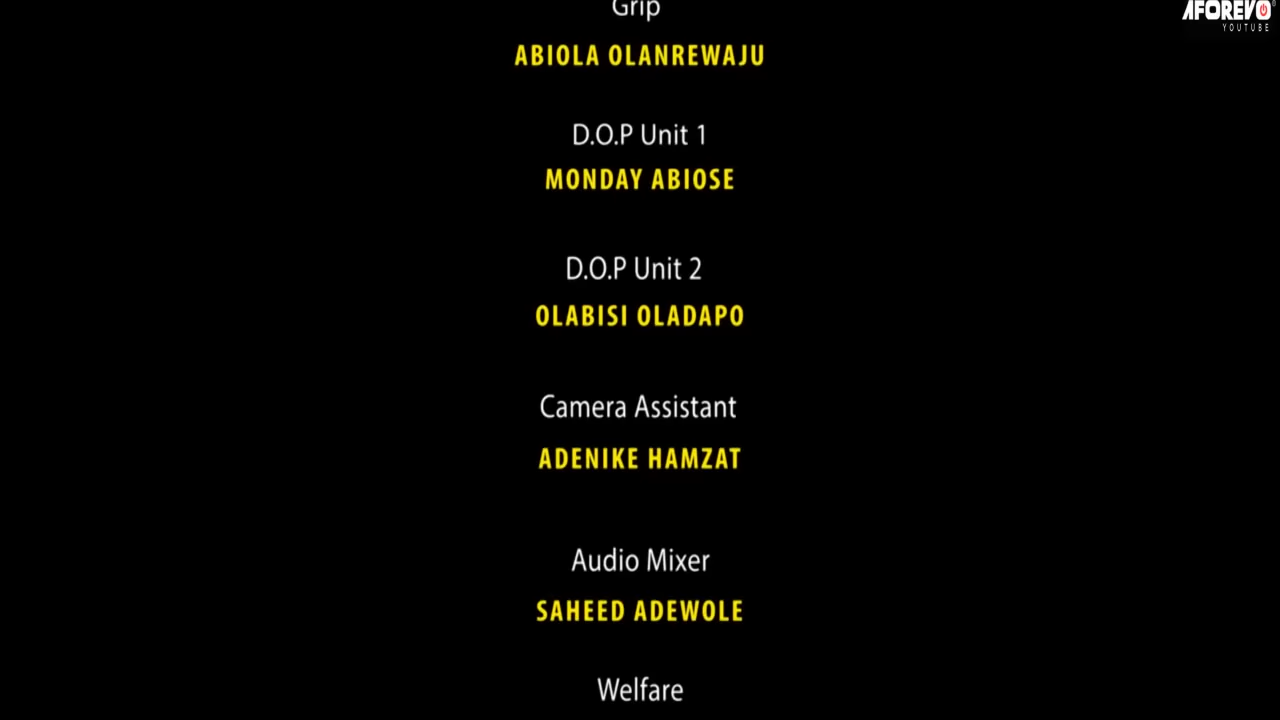 Grip
AFOREVO
YOUTUBE
ABIOLA OLANREWAJU
D.O.P Unit 1
MONDAY ABIOSE
D.O.P Unit 2
OLABISI OLADAPO
Camera Assistant
ADENIKE HAMZAT
Audio Mixer
SAHEED ADEWOLE
Welfare